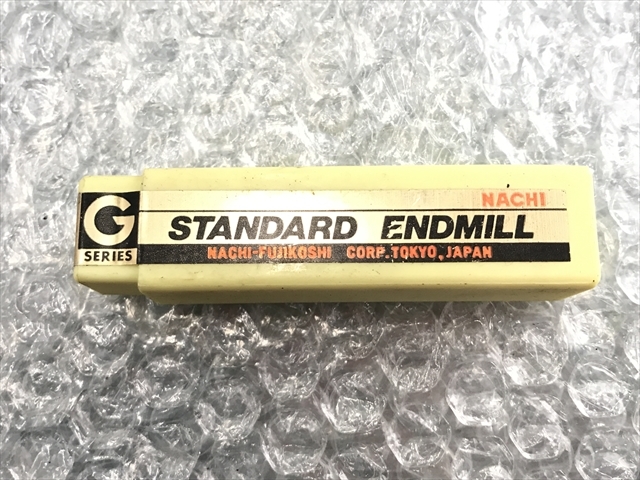 G
SERIES
NACHI
STANDARD ENDMILL
NACHI-FUJIKOSHI CORP. TOKYO, JAPAN